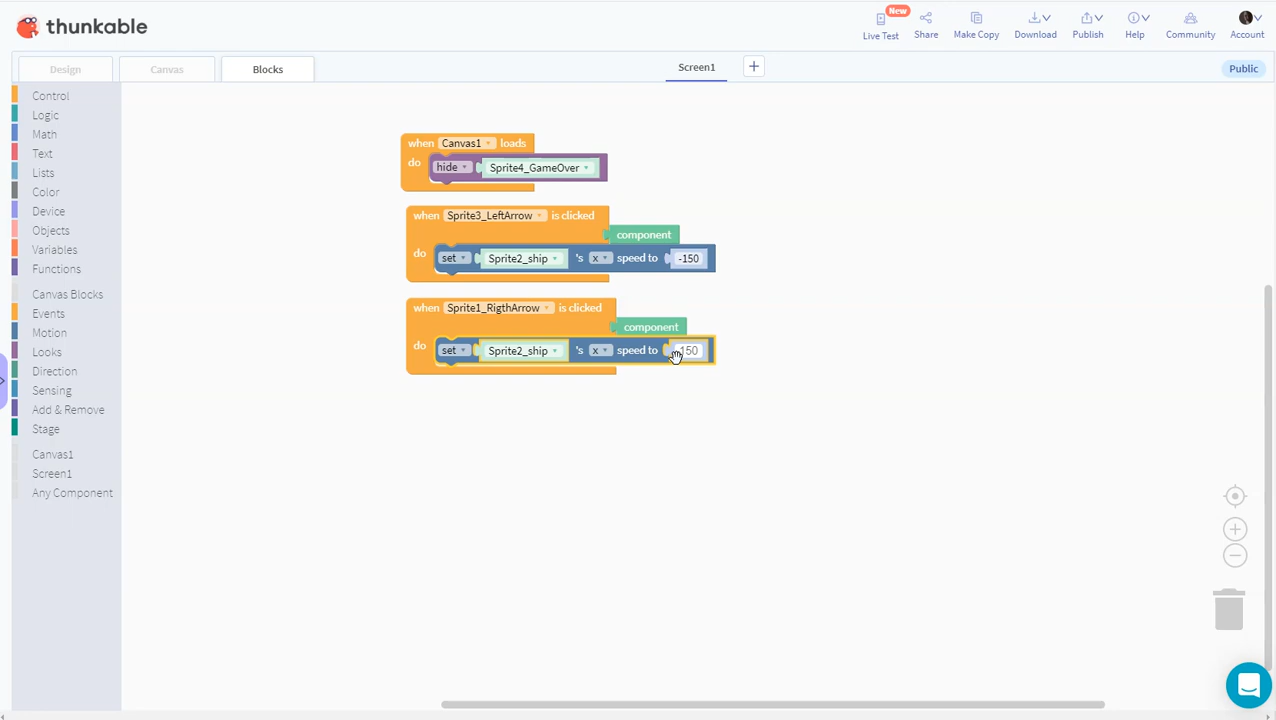 thunkable
New
Live Test
Share
Make Copy
Download
Publish
Help
Community
Account
Design
Canvas
Blocks
Screen1
+
Public
Control
Logic
Math
Text
Lists
Color
Device
Objects
Variables
Functions
Canvas Blocks
Events
Motion
Looks
Direction
Sensing
Add & Remove
Stage
Canvas1
Screen1
Any Component
when Canvas1 loads
do hide Sprite4_GameOver
when Sprite3_LeftArrow is clicked
component
do set Sprite2_ship 's x speed to -150
when Sprite1_RigthArrow is clicked
component
do set Sprite2_ship 's x speed to 150